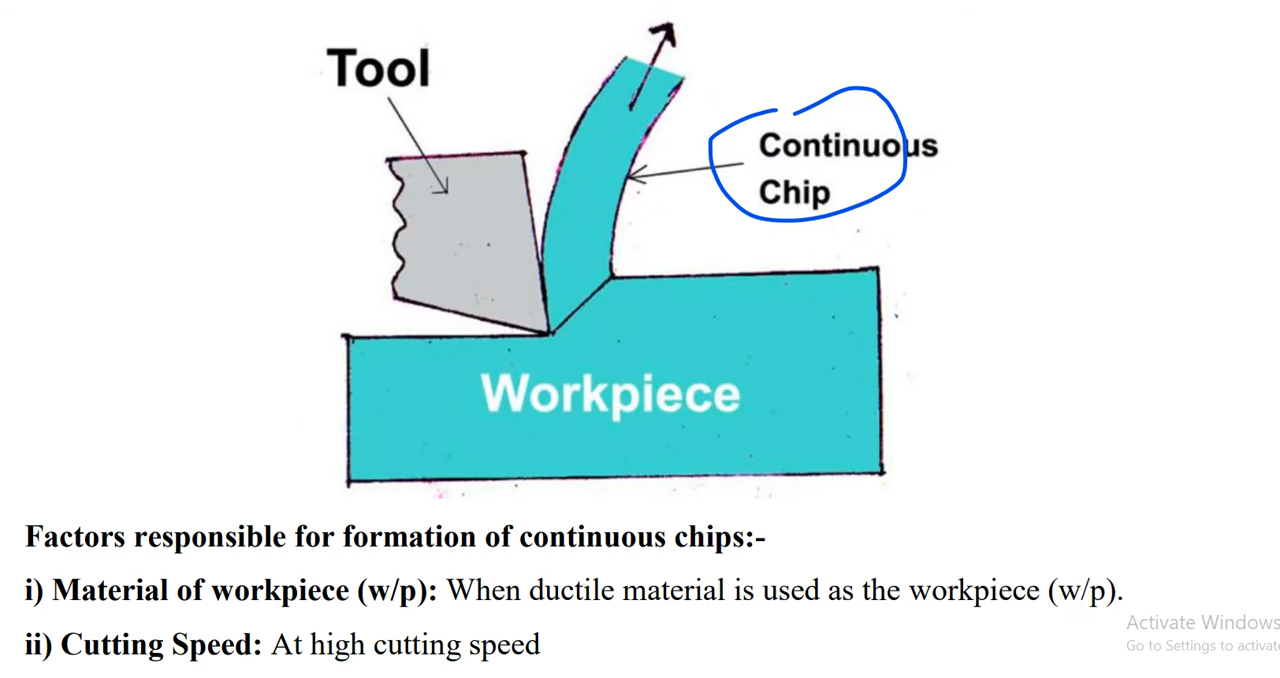 Tool
Continuous
Chip
Workpiece
Factors responsible for formation of continuous chips:-
i) Material of workpiece (w/p): When ductile material is used as the workpiece (w/p).
Activate Windows
Go to Settings to activat
ii) Cutting Speed: At high cutting speed